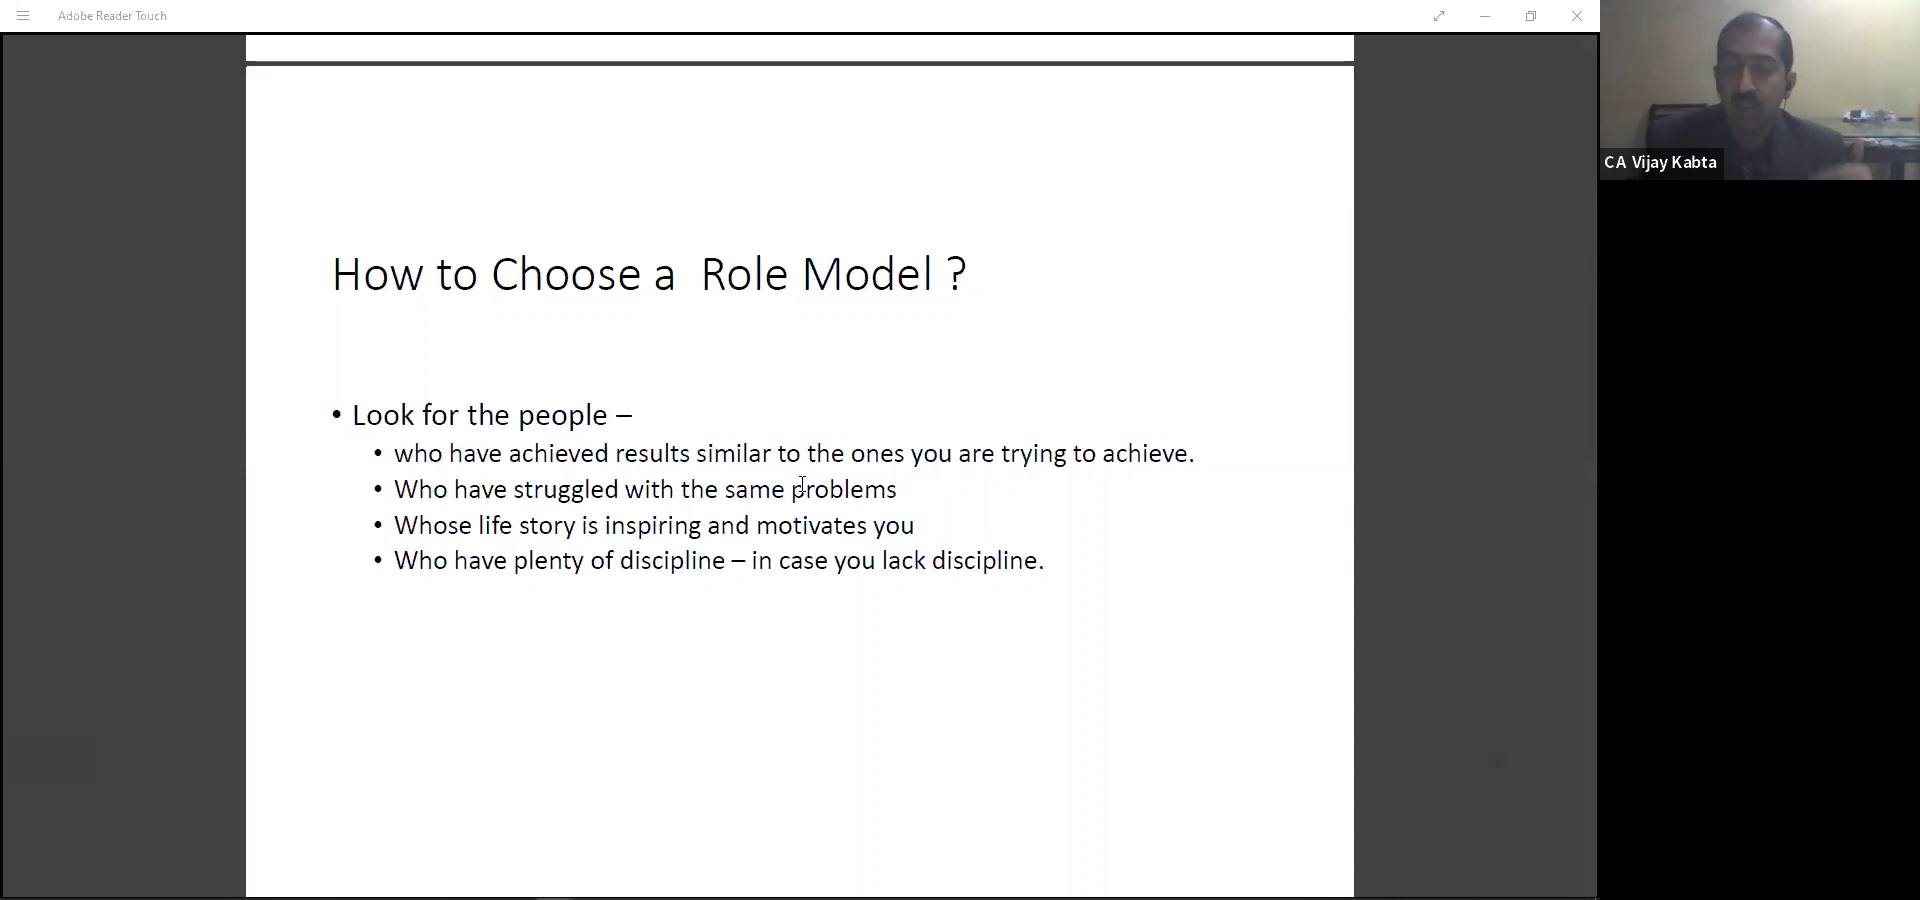 Adobe Reader Touch
CA Vijay Kabta
How to Choose a  Role Model ?
• Look for the people –
• who have achieved results similar to the ones you are trying to achieve.
• Who have struggled with the same problems
• Whose life story is inspiring and motivates you
• Who have plenty of discipline – in case you lack discipline.